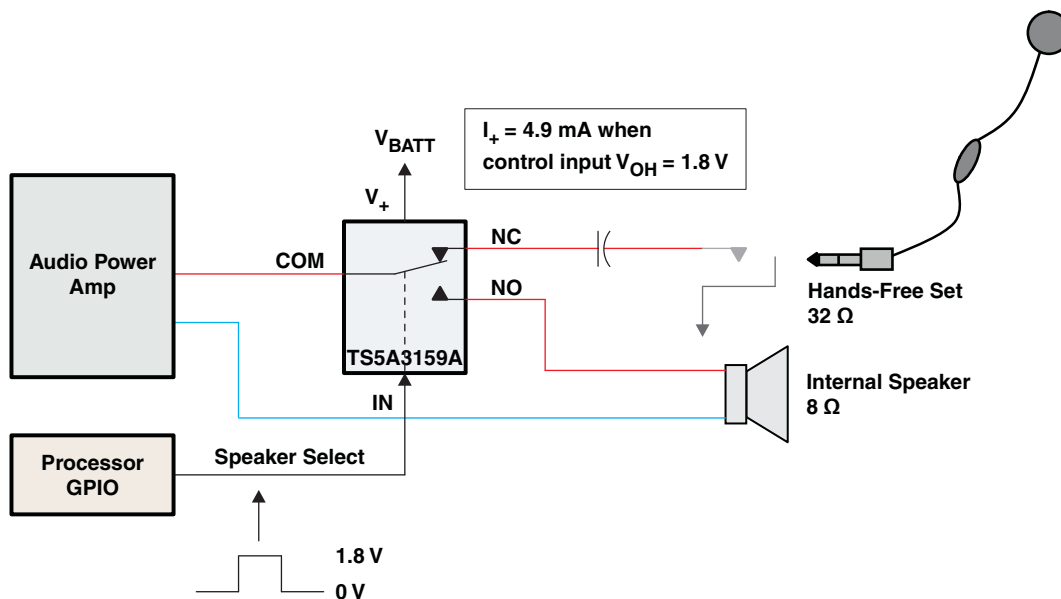 I+ = 4.9 mA when
control input VOH = 1.8 V
VBATT
V+
Audio Power
Amp
COM
NC
NO
TS5A3159A
IN
Hands-Free Set
32 Ω
Internal Speaker
8 Ω
Processor
GPIO
Speaker Select
1.8 V
0 V